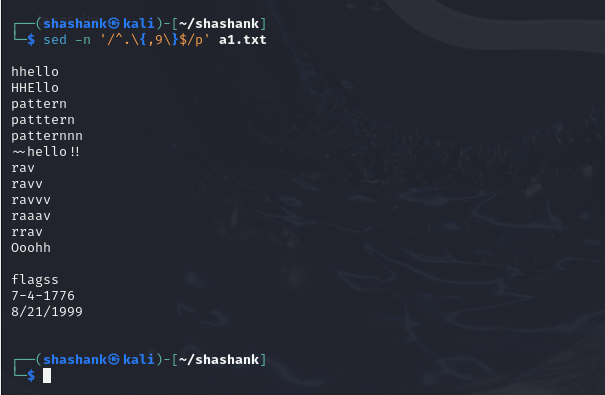 ┌──(shashank㉿kali)-[~/shashank]
└─$ sed -n '/^.\{,9\}$/p' a1.txt
hhello
HHEllo
pattern
patttern
patternnn
~~hello!!
rav
ravv
ravvv
raaav
rrav
Ooohh
flagss
7-4-1776
8/21/1999
┌──(shashank㉿kali)-[~/shashank]
└─$